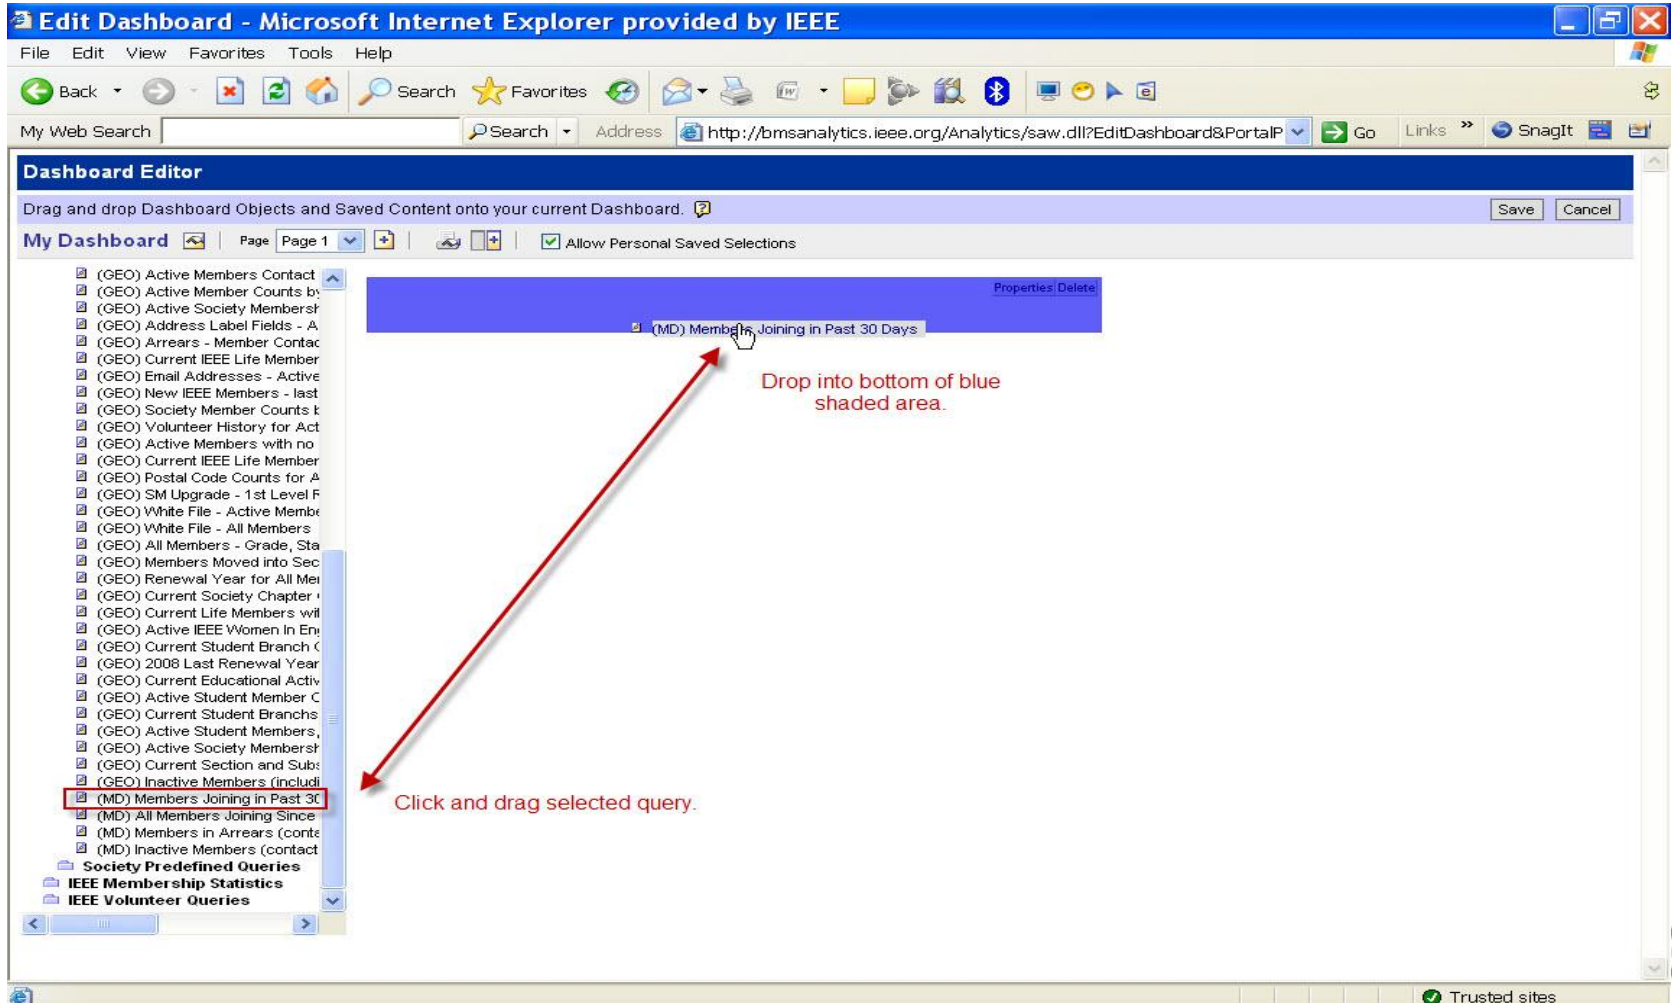 Edit Dashboard - Microsoft Internet Explorer provided by IEEE
File Edit View Favorites Tools Help
Back Search Favorites
My Web Search Search Address http://bmsanalytics.ieee.org/Analytics/saw.dll?EditDashboard&PortalP Go Links » SnagIt
Dashboard Editor
Drag and drop Dashboard Objects and Saved Content onto your current Dashboard. Save Cancel
My Dashboard Page Page 1 Allow Personal Saved Selections
(GEO) Active Members Contact
(GEO) Active Member Counts by
(GEO) Active Society Membersh
(GEO) Address Label Fields - A
(GEO) Arrears - Member Contac
(GEO) Current IEEE Life Member
(GEO) Email Addresses - Active
(GEO) New IEEE Members - last
(GEO) Society Member Counts b
(GEO) Volunteer History for Act
(GEO) Active Members with no
(GEO) Current IEEE Life Member
(GEO) Postal Code Counts for A
(GEO) SM Upgrade - 1st Level R
(GEO) White File - Active Membe
(GEO) White File - All Members
(GEO) All Members - Grade, Sta
(GEO) Members Moved into Sec
(GEO) Renewal Year for All Mer
(GEO) Current Society Chapter
(GEO) Current Life Members wit
(GEO) Active IEEE Women In Eng
(GEO) Current Student Branch C
(GEO) 2008 Last Renewal Year
(GEO) Current Educational Activ
(GEO) Active Student Member C
(GEO) Current Student Branchs
(GEO) Active Student Members,
(GEO) Active Society Membersh
(GEO) Current Section and Subs
(GEO) Inactive Members (includi
(MD) Members Joining in Past 30
(MD) All Members Joining Since
(MD) Members in Arrears (conta
(MD) Inactive Members (contact
Society Predefined Queries
IEEE Membership Statistics
IEEE Volunteer Queries
Properties Delete
(MD) Members Joining in Past 30 Days
Drop into bottom of blue
shaded area.
Click and drag selected query.
Trusted sites